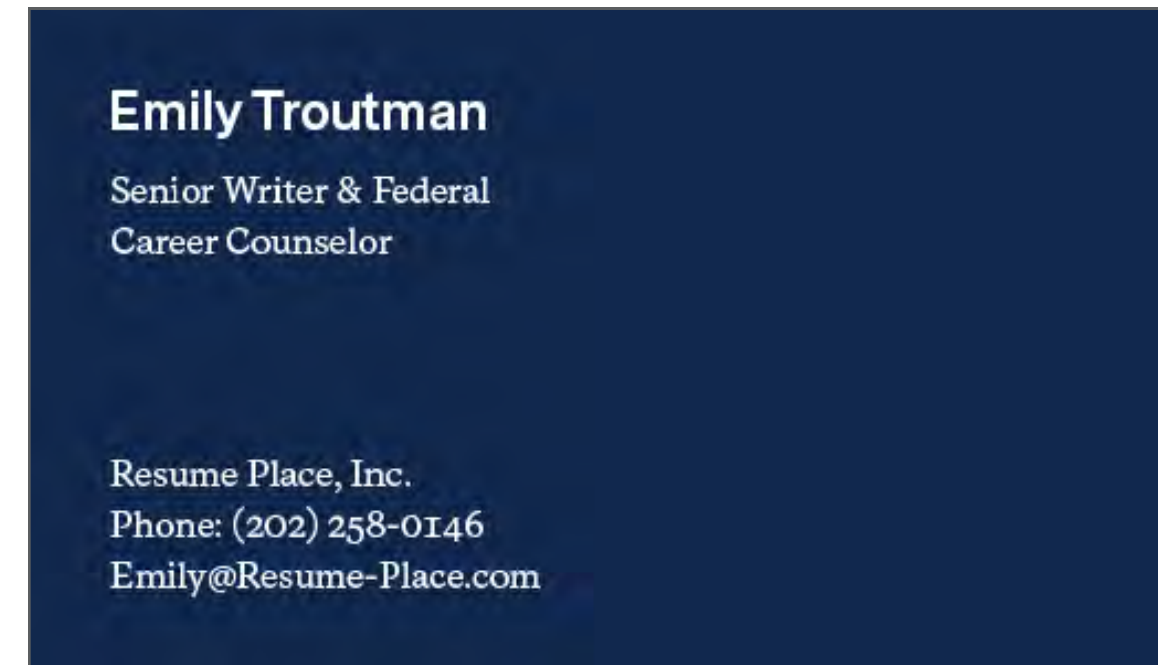 Emily Troutman
Senior Writer & Federal
Career Counselor
Resume Place, Inc.
Phone: (202) 258-0146
Emily@Resume-Place.com